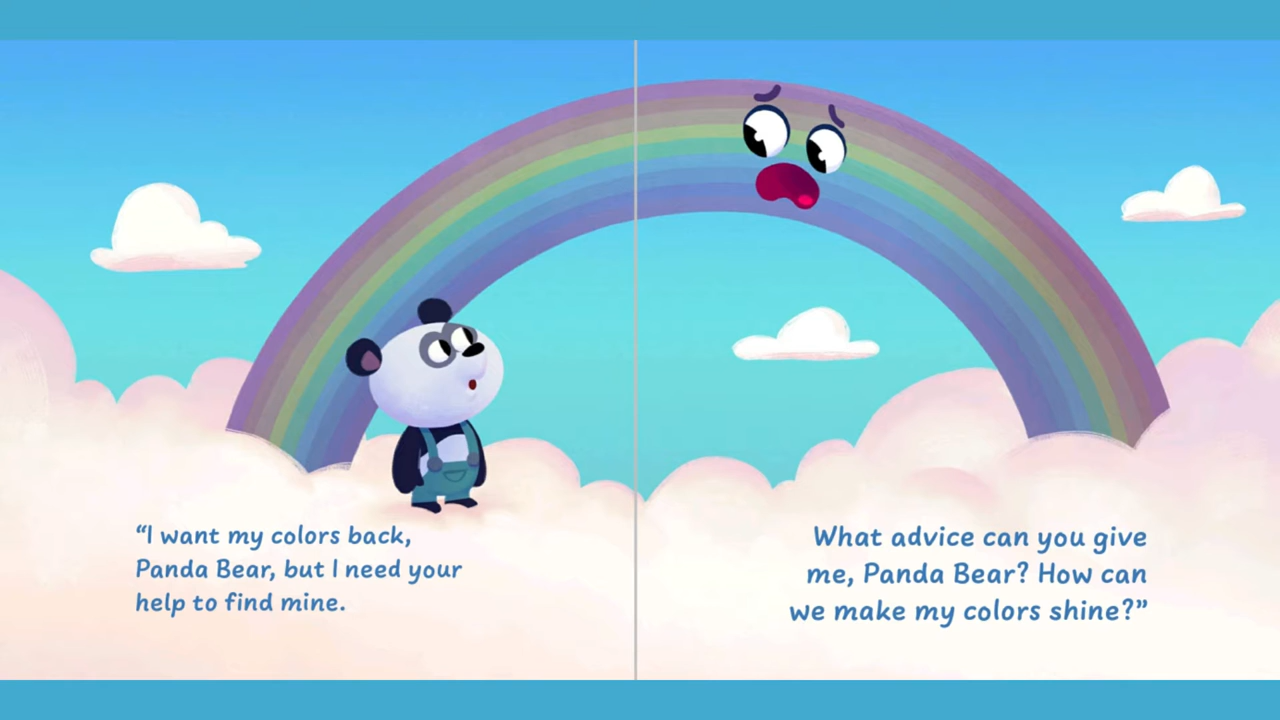 “I want my colors back,
Panda Bear, but I need your
help to find mine.
What advice can you give
me, Panda Bear? How can
we make my colors shine?”